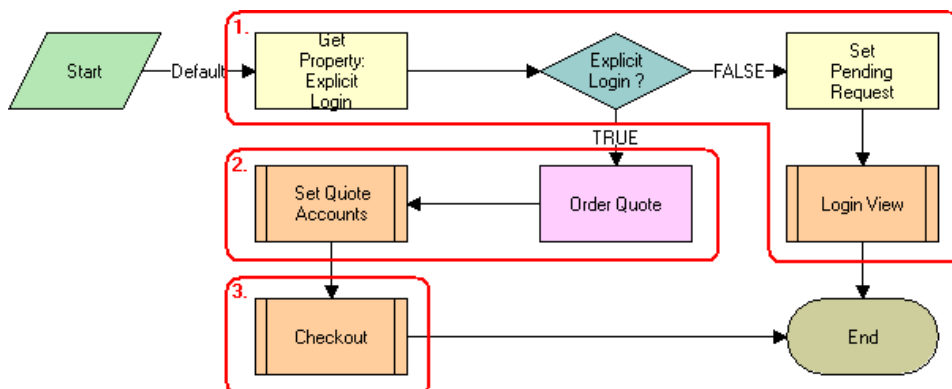 1.
Start
Default
Get
Property:
Explicit
Login
Explicit
Login ?
FALSE
Set
Pending
Request
TRUE
2.
Set Quote
Accounts
Order Quote
Login View
3.
Checkout
End